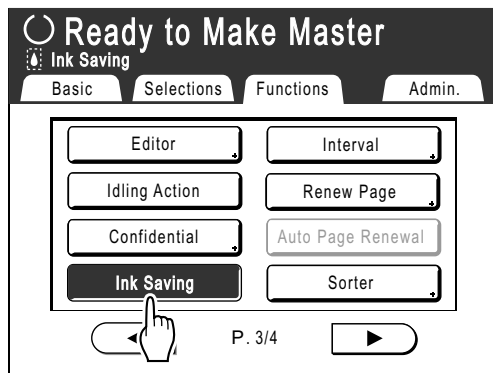 Ready to Make Master
Ink Saving
Basic Selections Functions Admin.
Editor Interval
Idling Action Renew Page
Confidential Auto Page Renewal
Ink Saving Sorter
P. 3/4